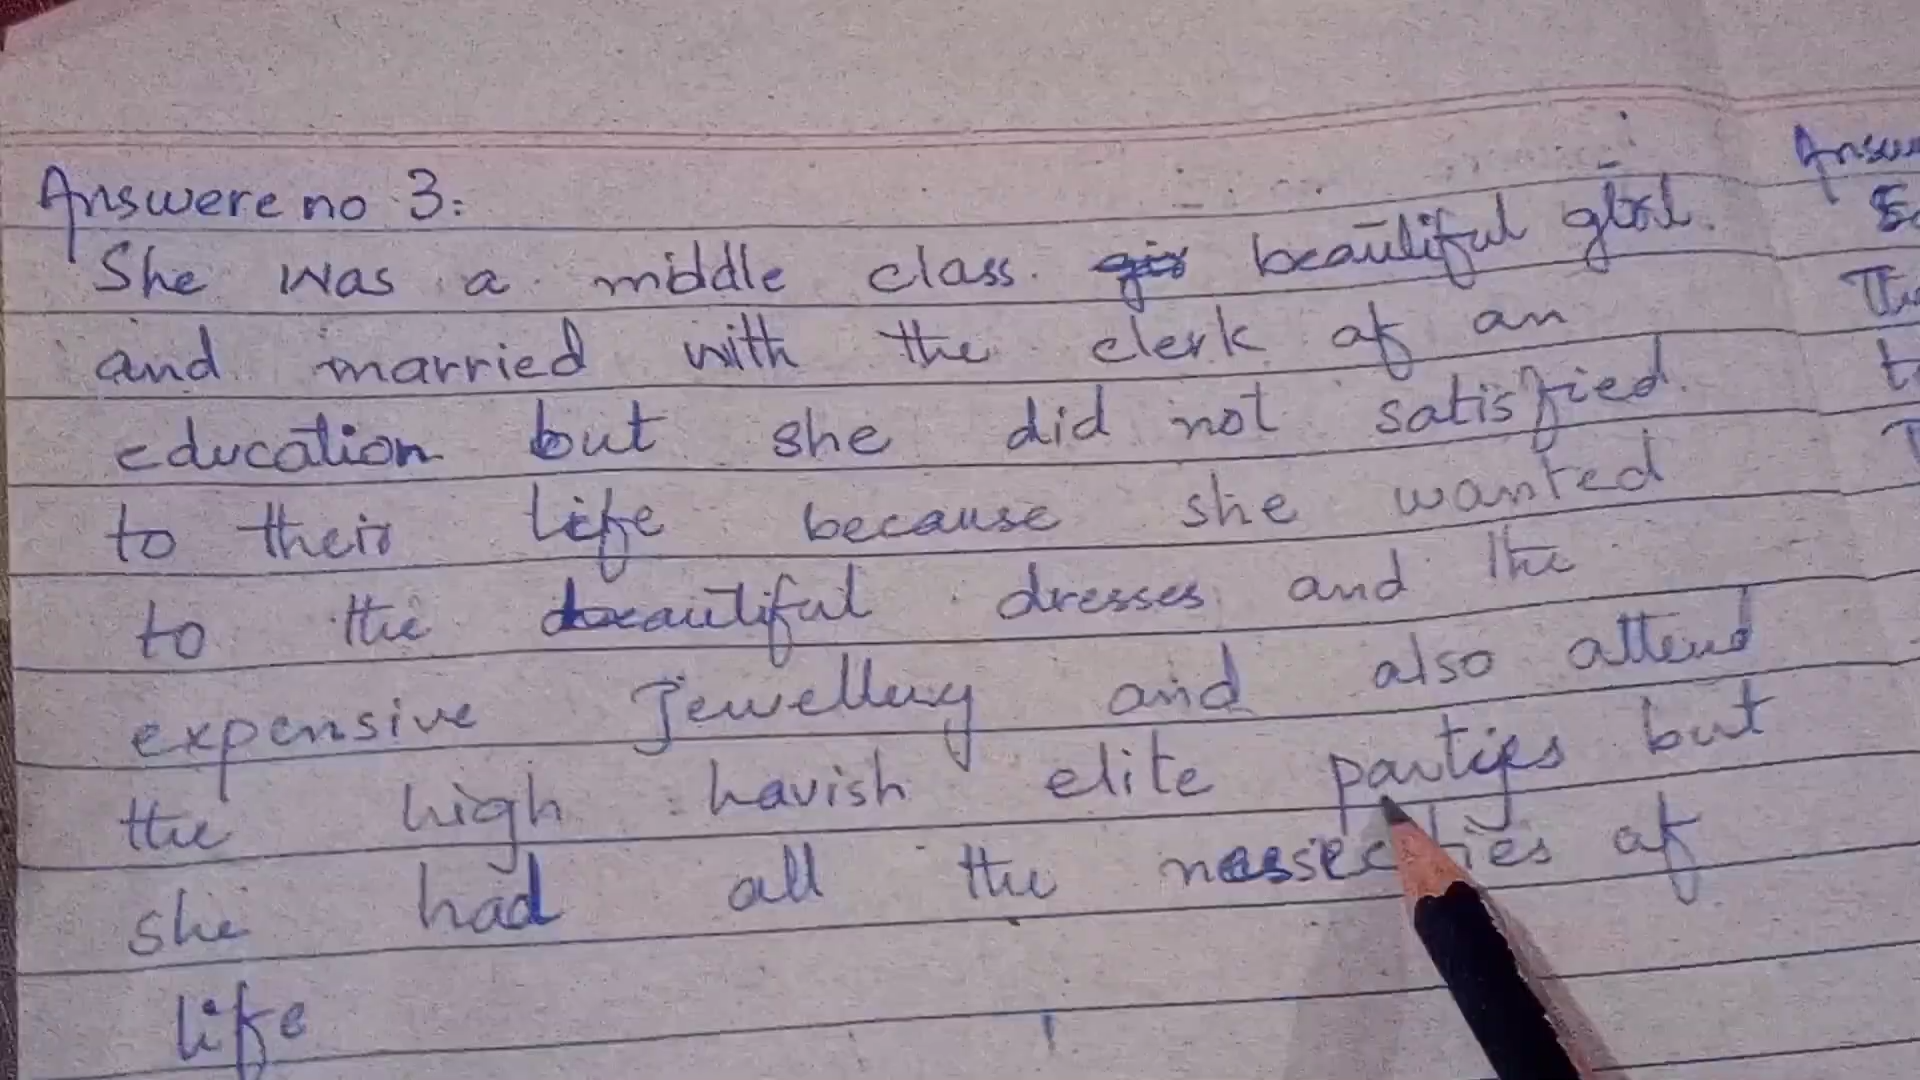 Answere no 3:
She was a middle class beautiful girl.
and married with the clerk of an
education but she did not satisfied.
to their life because she wanted
to the beautiful dresses and the
expensive Jewellery and also attend
the high lavish elite parties but
she had all the of
life
Answ